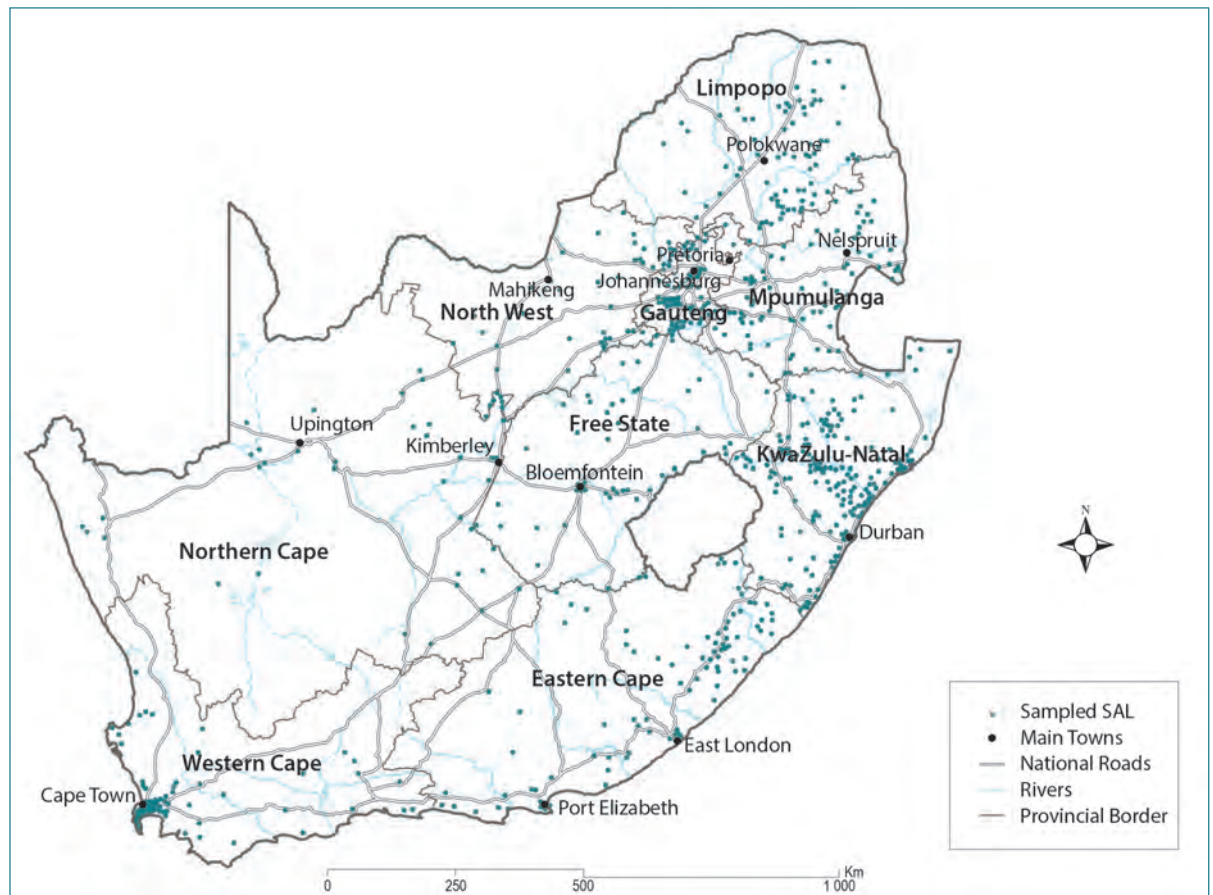 Limpopo
Polokwane
Nelspruit
Pretoria
Johannesburg
Mahikeng
North West
Mpumulanga
Gauteng
Upington
Free State
Kimberley
KwaZulu-Natal
Bloemfontein
N
Durban
Northern Cape
Eastern Cape
Sampled SAL
Main Towns
National Roads
Rivers
Provincial Border
East London
Western Cape
Cape Town
Port Elizabeth
Km
0 250 500 1 000